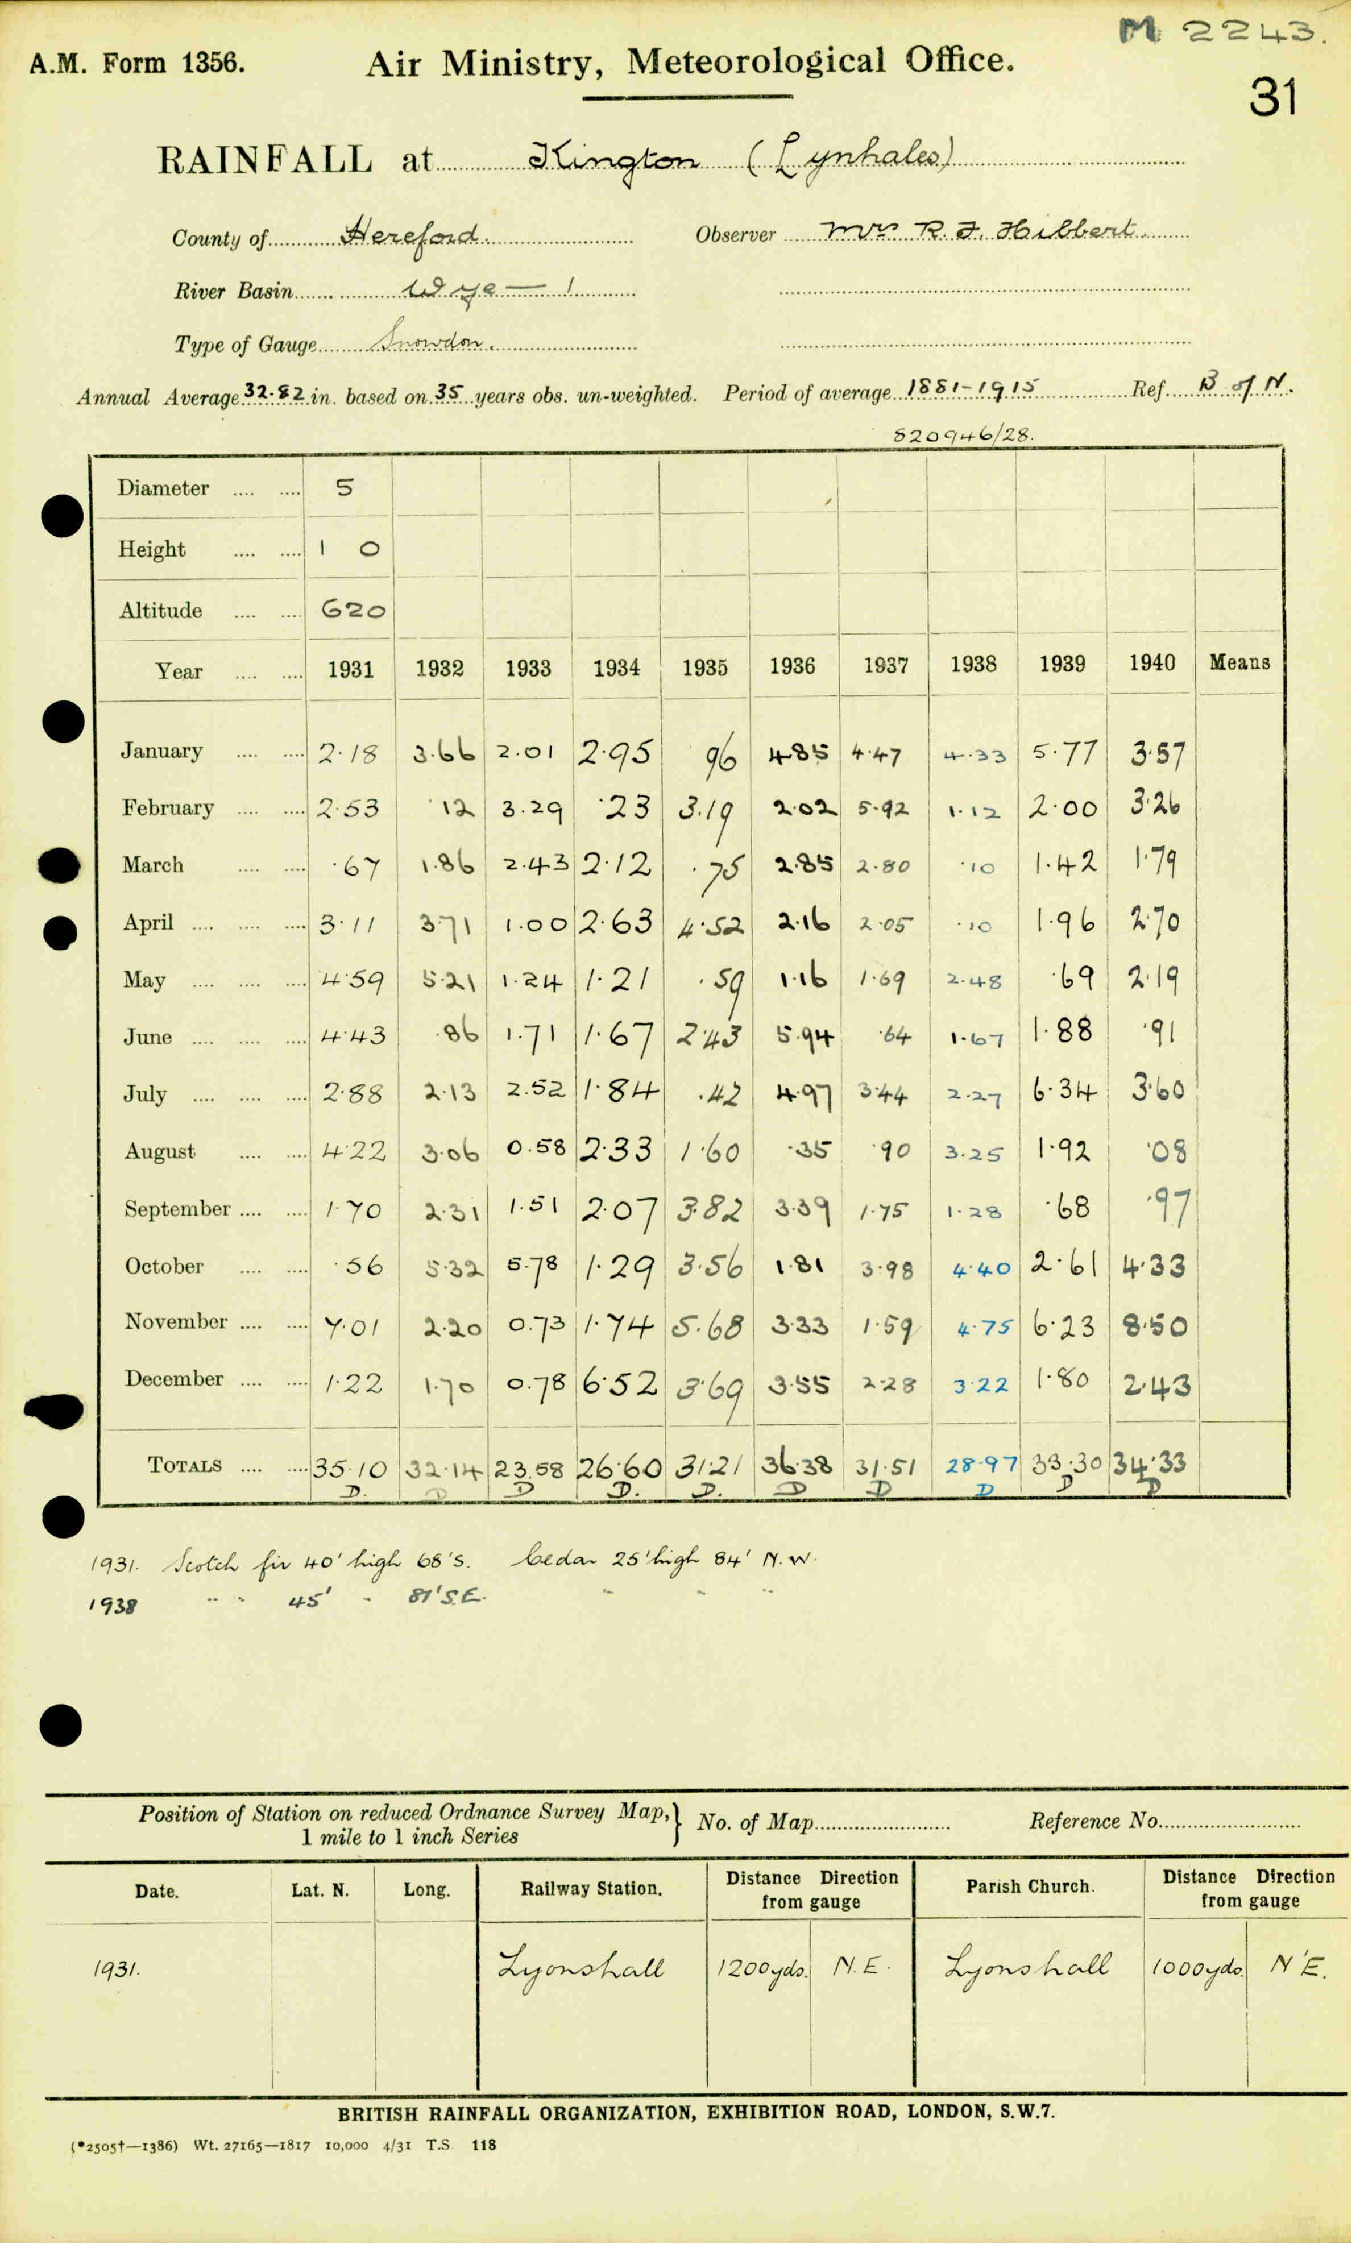 M 2243.
A.M. Form 1356. Air Ministry, Meteorological Office.
31
RAINFALL at Kington (Lynhales)
County of Hereford. Observer Mrs R. F. Hibbert.
River Basin Wye — 1
Type of Gauge Snowdon.
Annual Average 32.82 in. based on 35 years obs. un-weighted. Period of average 1881-1915 Ref. B of N.
820946/28.
Diameter .... .... 5
Height .... .... 1 0
Altitude .... .... 620
Year .... .... 1931 1932 1933 1934 1935 1936 1937 1938 1939 1940 Means
January .... .... 2.18 3.66 2.01 2.95 96 4.85 4.47 4.33 5.77 3.57
February .... .... 2.53 .12 3.29 .23 3.19 2.02 5.92 1.12 2.00 3.26
March .... .... .67 1.86 2.43 2.12 .75 2.85 2.80 .10 1.42 1.79
April .... .... .... 3.11 3.71 1.00 2.63 4.52 2.16 2.05 .10 1.96 2.70
May .... .... .... 4.59 5.21 1.24 1.21 .59 1.16 1.69 2.48 .69 2.19
June .... .... .... 4.43 .86 1.71 1.67 2.43 5.94 .64 1.67 1.88 .91
July .... .... .... 2.88 2.13 2.52 1.84 .42 4.97 3.44 2.27 6.34 3.60
August .... .... 4.22 3.06 0.58 2.33 1.60 .35 .90 3.25 1.92 .08
September .... .... 1.70 2.31 1.51 2.07 3.82 3.39 1.75 1.28 .68 .97
October .... .... .56 5.32 5.78 1.29 3.56 1.81 3.98 4.40 2.61 4.33
November .... .... 7.01 2.20 0.73 1.74 5.68 3.33 1.59 4.75 6.23 8.50
December .... .... 1.22 1.70 0.78 6.52 3.69 3.55 2.28 3.22 1.80 2.43
TOTALS .... .... 35.10 32.14 23.58 26.60 31.21 36.38 31.51 28.97 33.30 34.33
D. D D D. D. D D D D D
1931. Scotch fir 40' high 68' S. Cedar 25' high 84' N.W.
1938 " " 45' " 87' S.E. " " "
Position of Station on reduced Ordnance Survey Map,} No. of Map Reference No.
1 mile to 1 inch Series
Date. Lat. N. Long. Railway Station. Distance Direction from gauge Parish Church. Distance Direction from gauge
1931. Lyonshall 1200yds. N.E. Lyonshall 1000yds. N'E.
BRITISH RAINFALL ORGANIZATION, EXHIBITION ROAD, LONDON, S.W.7.
(*2505†—1386) Wt. 27165—1817 10,000 4/31 T.S. 118